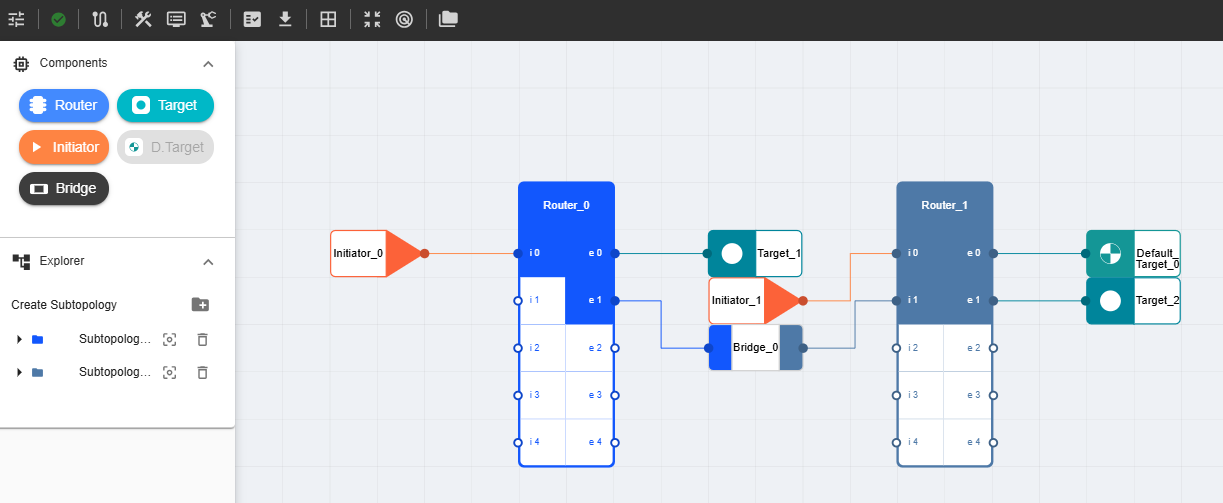 Components
Router
Target
Initiator
D.Target
Bridge
Explorer
Create Subtopology
Subtopolog...
Subtopolog...
Initiator_0
Router_0
i 0
e 0
i 1
e 1
i 2
e 2
i 3
e 3
i 4
e 4
Target_1
Initiator_1
Bridge_0
Router_1
i 0
e 0
i 1
e 1
i 2
e 2
i 3
e 3
i 4
e 4
Default_
Target_0
Target_2